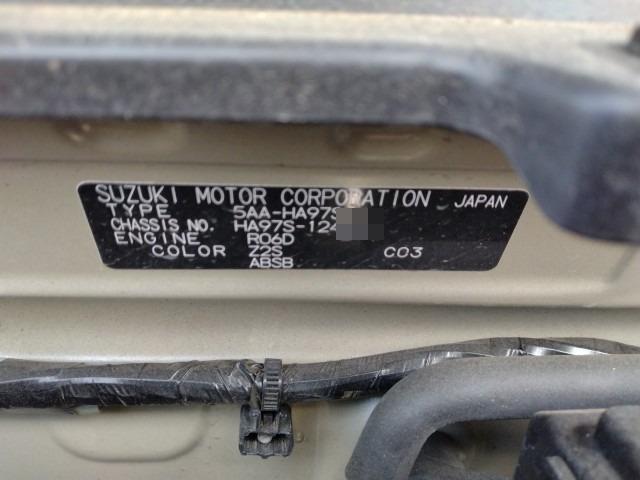 SUZUKI MOTOR CORPORATION JAPAN
TYPE 5AA-HA97S
CHASSIS NO. HA97S-124
ENGINE R06D
COLOR Z2S C03
ABSB